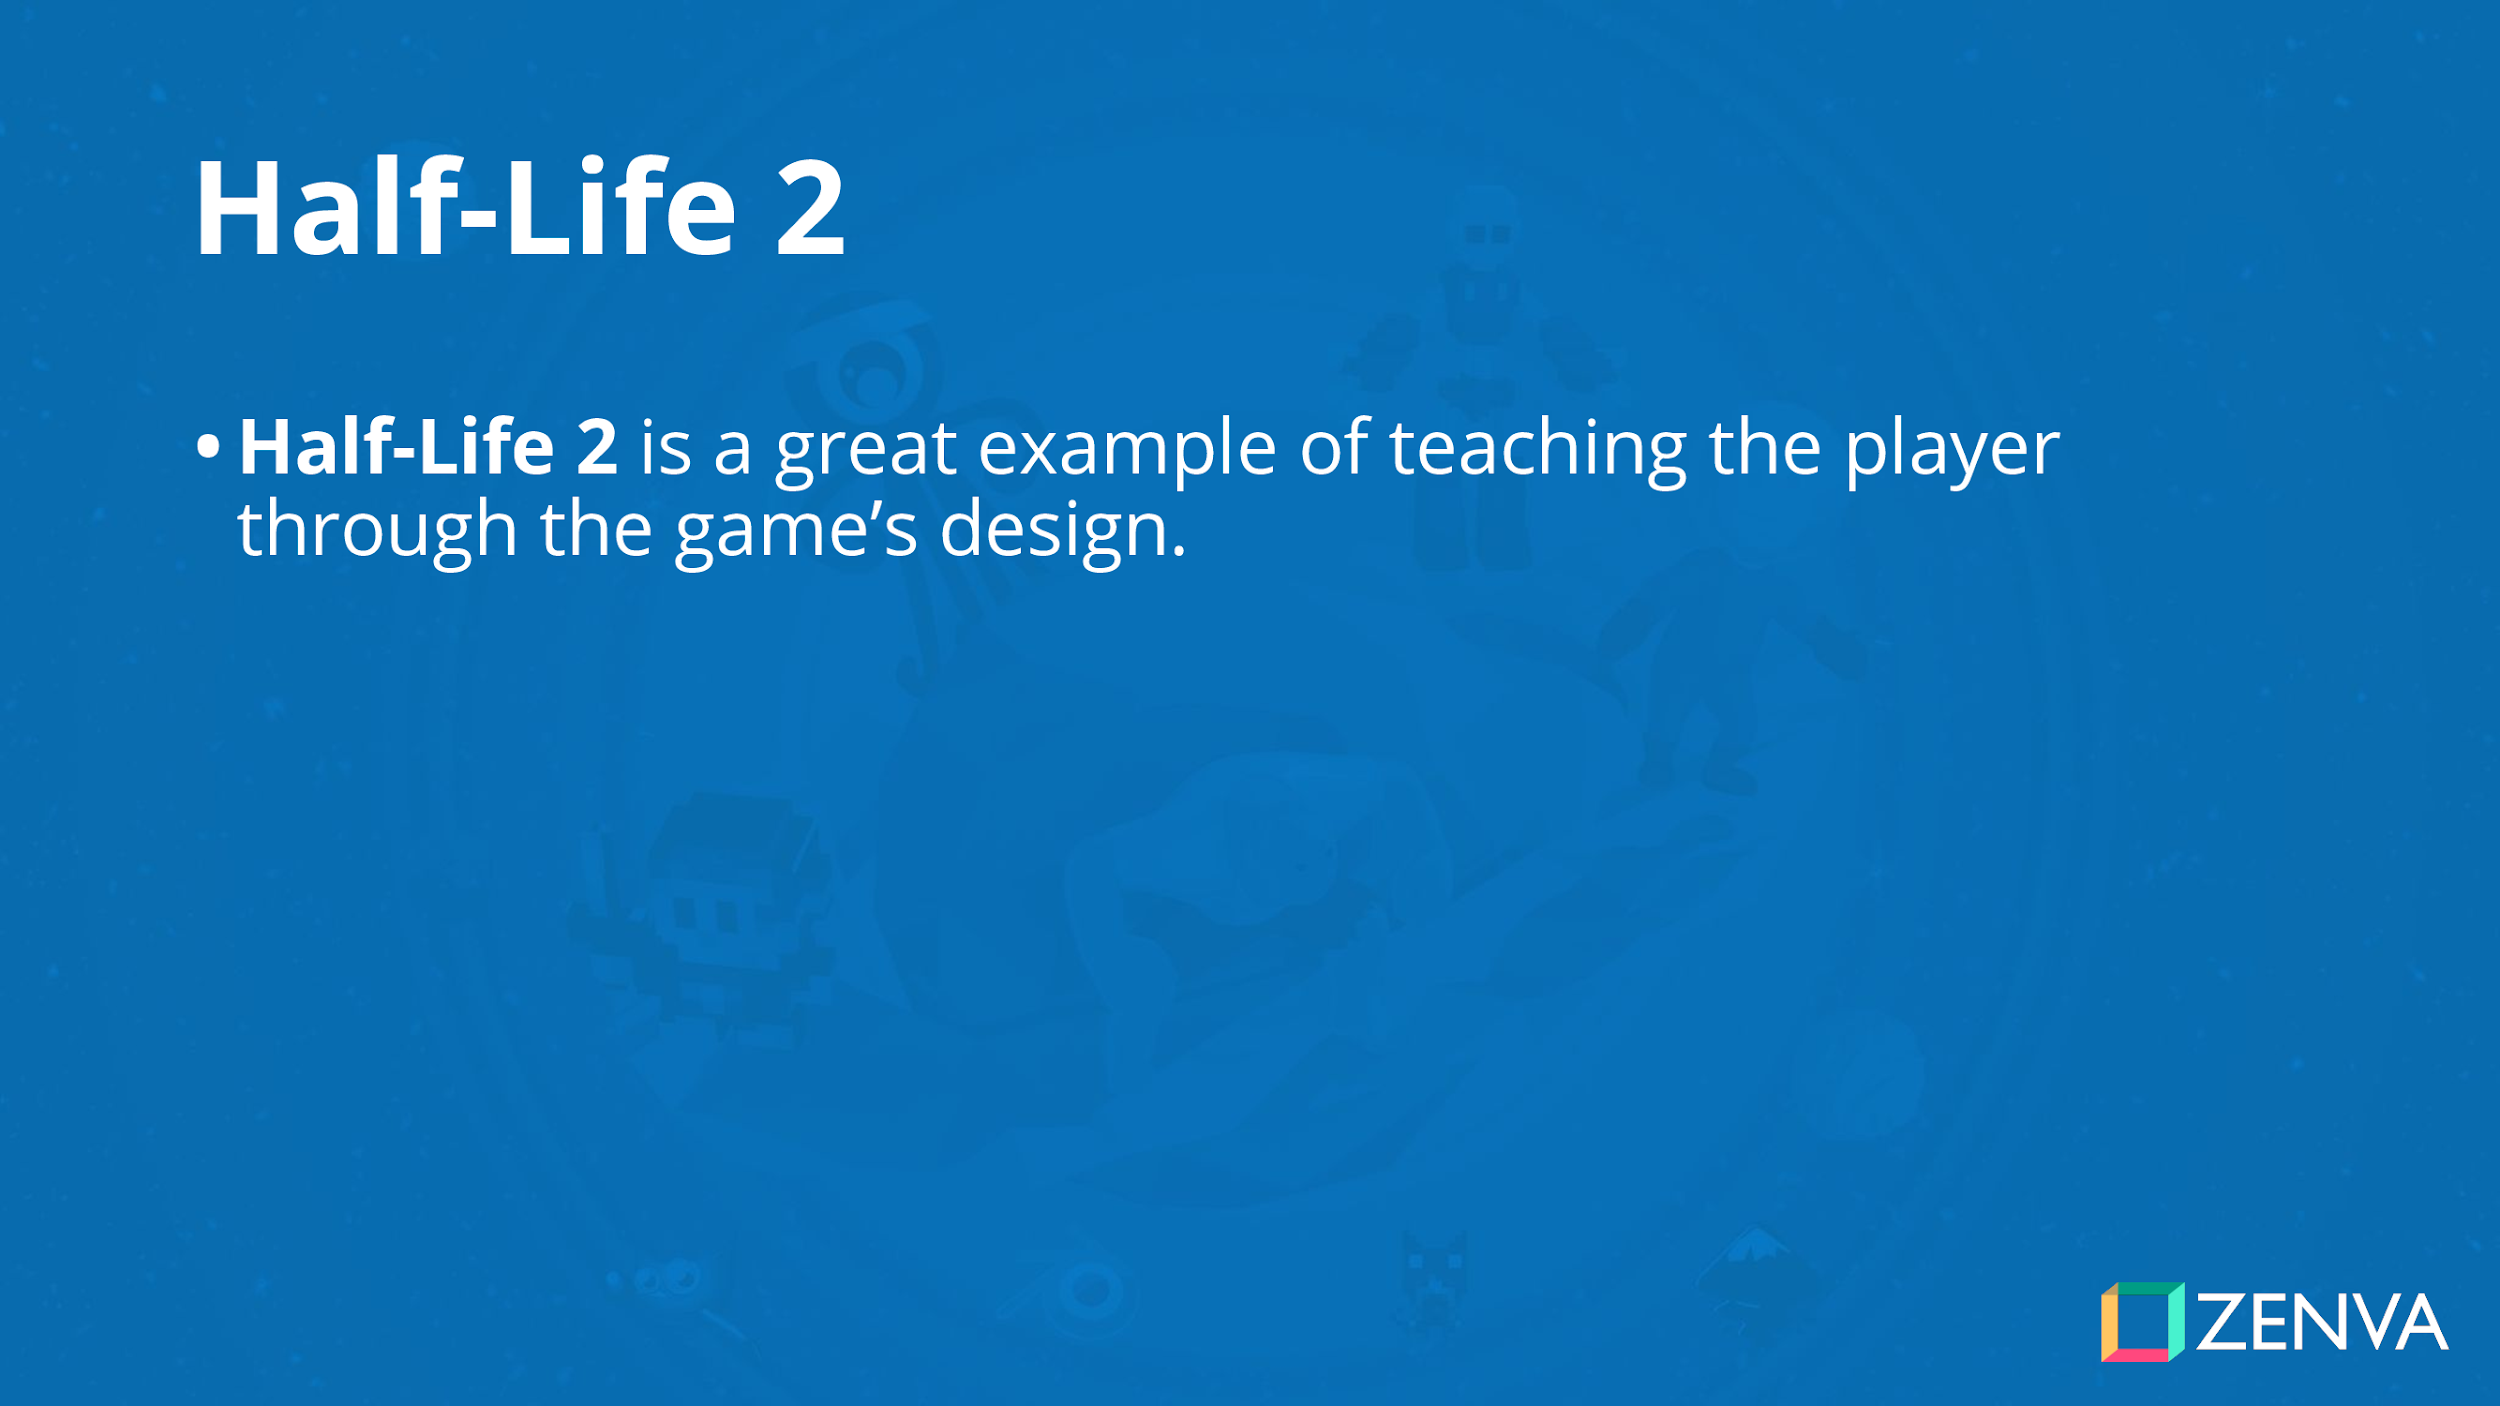 Half-Life 2
• Half-Life 2 is a great example of teaching the player
through the game’s design.
ZENVA